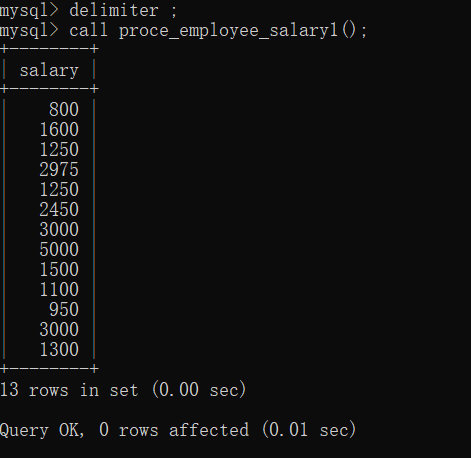 mysql> delimiter ;
mysql> call proce_employee_salary1();
+--------+
| salary |
+--------+
|    800 |
|   1600 |
|   1250 |
|   2975 |
|   1250 |
|   2450 |
|   3000 |
|   5000 |
|   1500 |
|   1100 |
|    950 |
|   3000 |
|   1300 |
+--------+
13 rows in set (0.00 sec)
Query OK, 0 rows affected (0.01 sec)